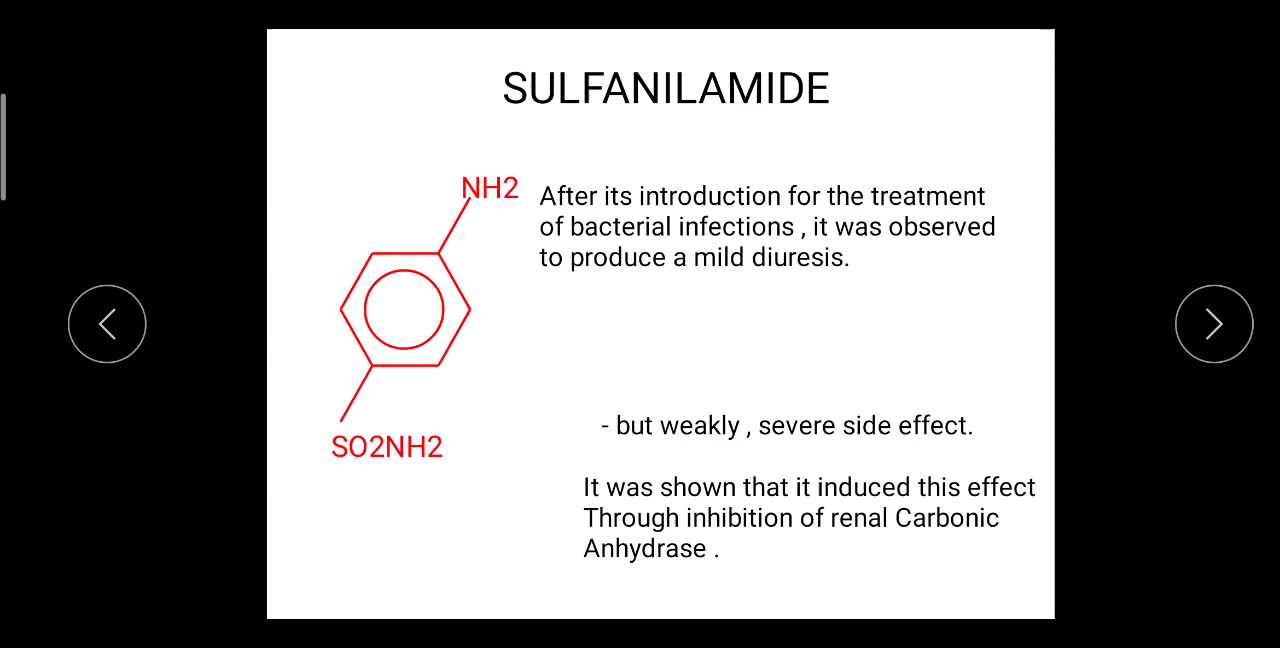 SULFANILAMIDE
NH2
After its introduction for the treatment
of bacterial infections , it was observed
to produce a mild diuresis.
- but weakly , severe side effect.
SO2NH2
It was shown that it induced this effect
Through inhibition of renal Carbonic
Anhydrase .